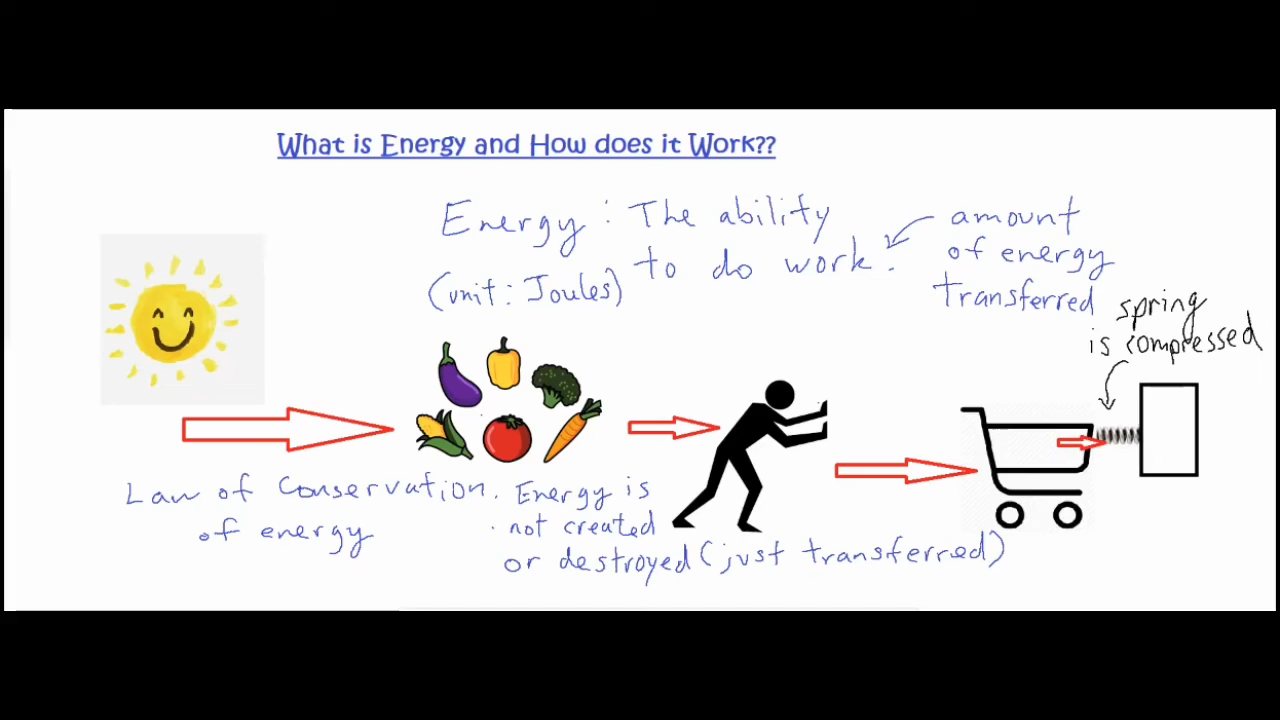 What is Energy and How does it Work??
Energy : The ability
to do work.
(unit : Joules)
amount
of energy
transferred
spring
is compressed
Law of Conservation.
of energy
Energy is
not created
or destroyed (just transferred)